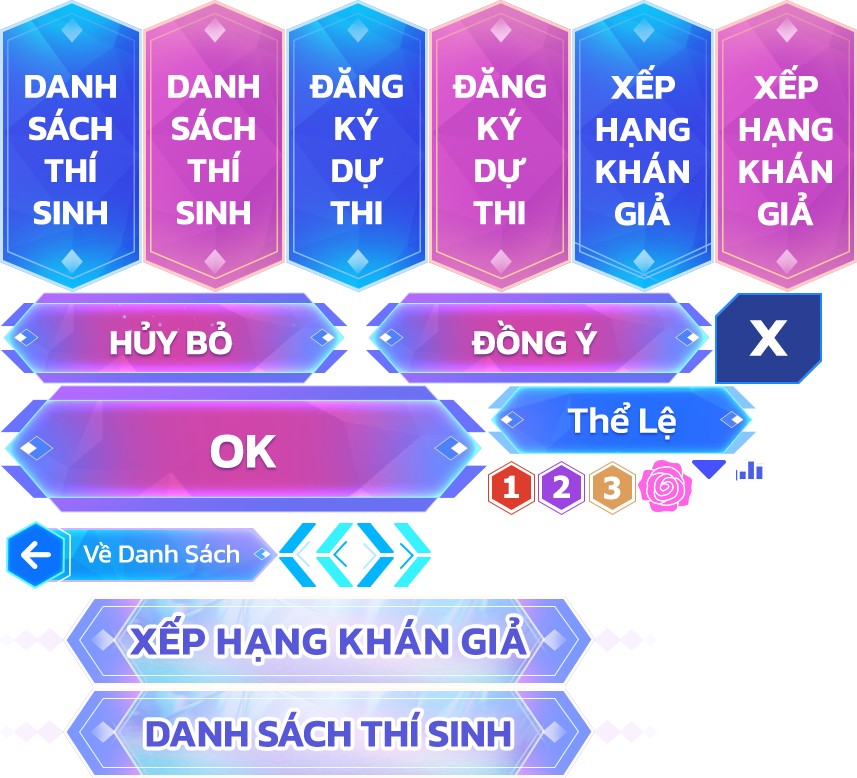 DANH
SÁCH
THÍ
SINH
DANH
SÁCH
THÍ
SINH
ĐĂNG
KÝ
DỰ
THI
ĐĂNG
KÝ
DỰ
THI
XẾP
HẠNG
KHÁN
GIẢ
XẾP
HẠNG
KHÁN
GIẢ
HỦY BỎ
ĐỒNG Ý
X
OK
Thể Lệ
1
2
3
Về Danh Sách
XẾP HẠNG KHÁN GIẢ
DANH SÁCH THÍ SINH